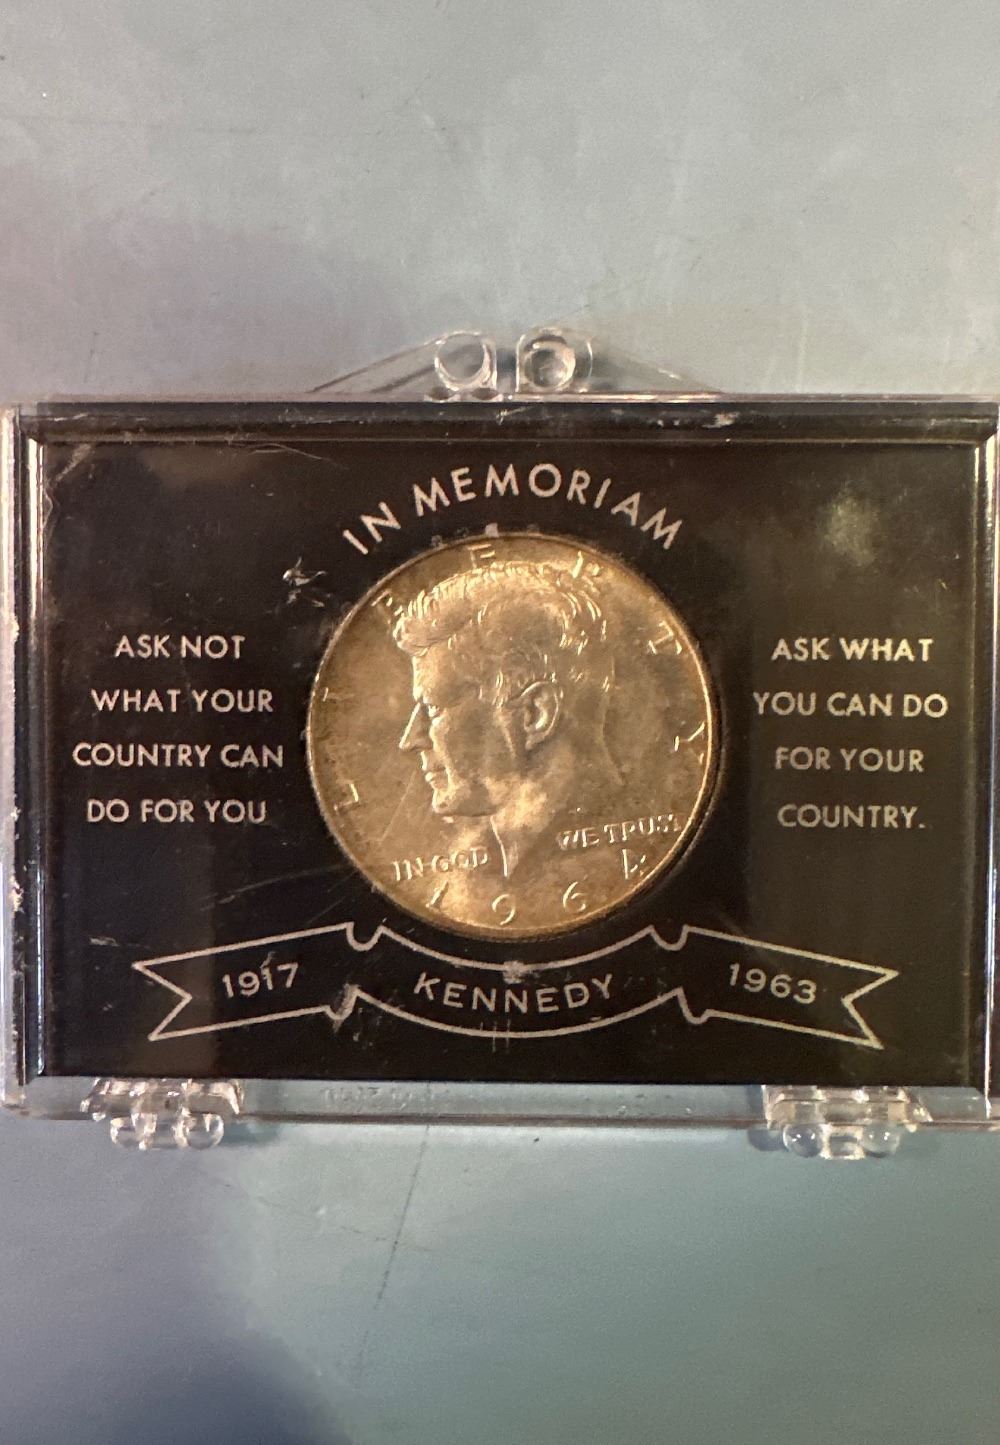 IN MEMORIAM
ASK NOT
WHAT YOUR
COUNTRY CAN
DO FOR YOU
LIBERTY
IN GOD WE TRUST
1964
ASK WHAT
YOU CAN DO
FOR YOUR
COUNTRY.
1917 KENNEDY 1963